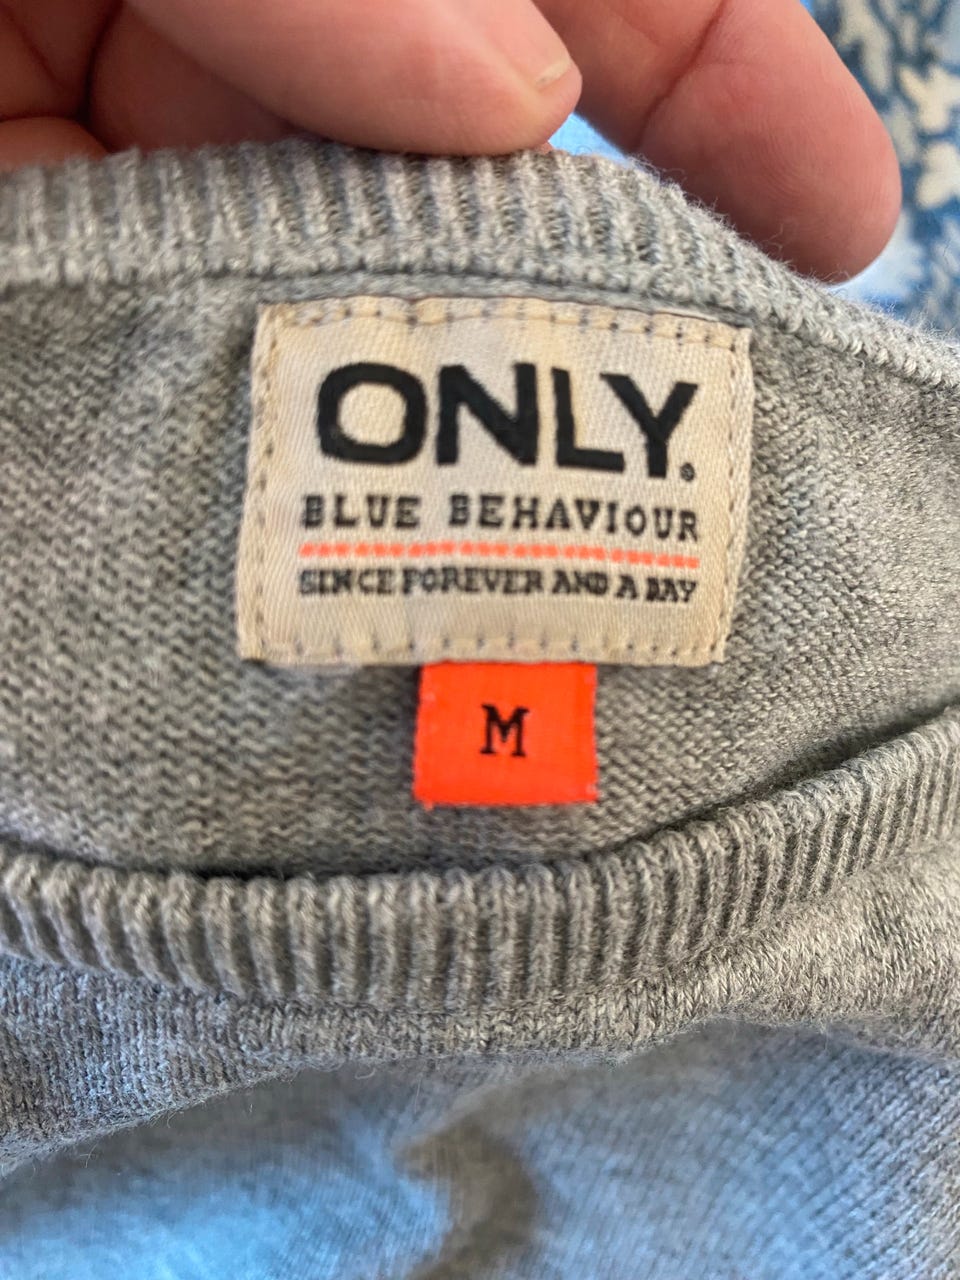 ONLY.
BLUE BEHAVIOUR
SINCE FOREVER AND A DAY
M